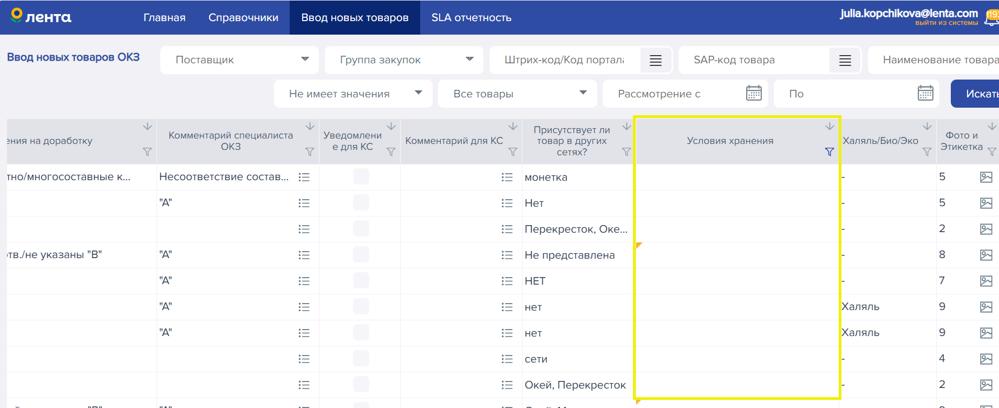 лента
Главная
Справочники
Ввод новых товаров
SLA отчетность
julia.kopchikova@lenta.com
выйти из системы
Ввод новых товаров ОКЗ
Поставщик
Группа закупок
Штрих-код/Код портал
SAP-код товара
Наименование товара
Не имеет значения
Все товары
Рассмотрение с
По
Искать
ения на доработку
Комментарий специалиста
ОКЗ
Уведомлени
е для КС
Комментарий для КС
Присутствует ли
товар в других
сетях?
Условия хранения
Халяль/Био/Эко
Фото и
Этикетка
тно/многосоставные к...
Несоответствие состав...
монетка
-
5
"А"
Нет
-
5
Перекресток, Оке...
-
2
отв./не указаны "В"
"А"
Не представлена
-
8
"А"
НЕТ
-
7
"А"
нет
Халяль
9
"А"
нет
Халяль
9
сети
-
4
Окей, Перекресток
-
2